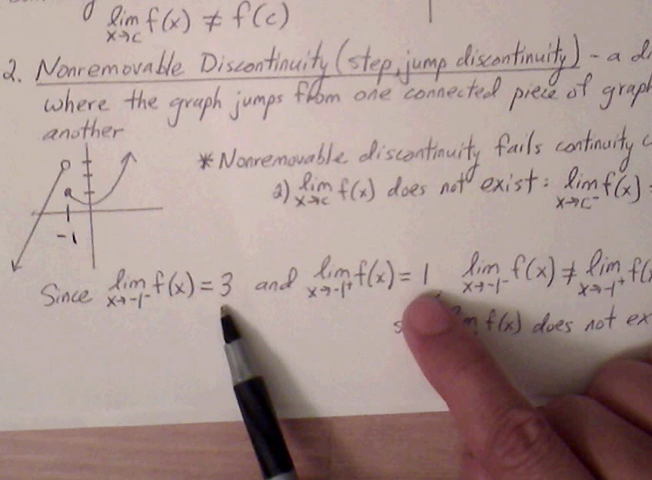 lim f(x) ≠ f(c)
x→c
2. Nonremovable Discontinuity (step, jump discontinuity) - a
where the graph jumps from one connected piece of graph
another
* Nonremovable discontinuity fails continuity
2) lim f(x) does not exist: lim f(x)
x→c x→c⁻
-1
Since lim f(x) = 3 and lim f(x) = 1 lim f(x) ≠ lim
x→-1⁻ x→-1⁺ x→-1⁻ x→-1⁺
f(x) does not